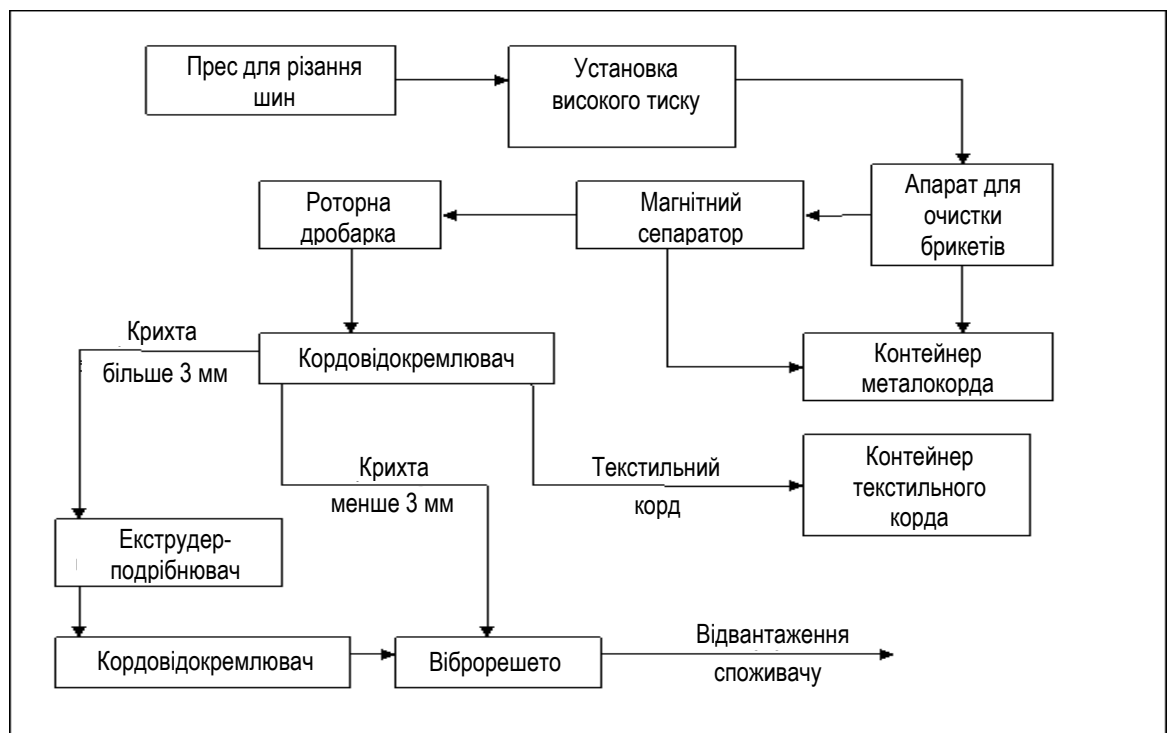 Прес для різання
шин
Установка
високого тиску
Апарат для
очистки
брикетів
Магнітний
сепаратор
Роторна
дробарка
Крихта
більше 3 мм
Кордовідокремлювач
Контейнер
металокорда
Крихта
менше 3 мм
Текстильний
корд
Контейнер
текстильного
корда
Екструдер-
подрібнювач
Кордовідокремлювач
Віброрешето
Відвантаження
споживачу